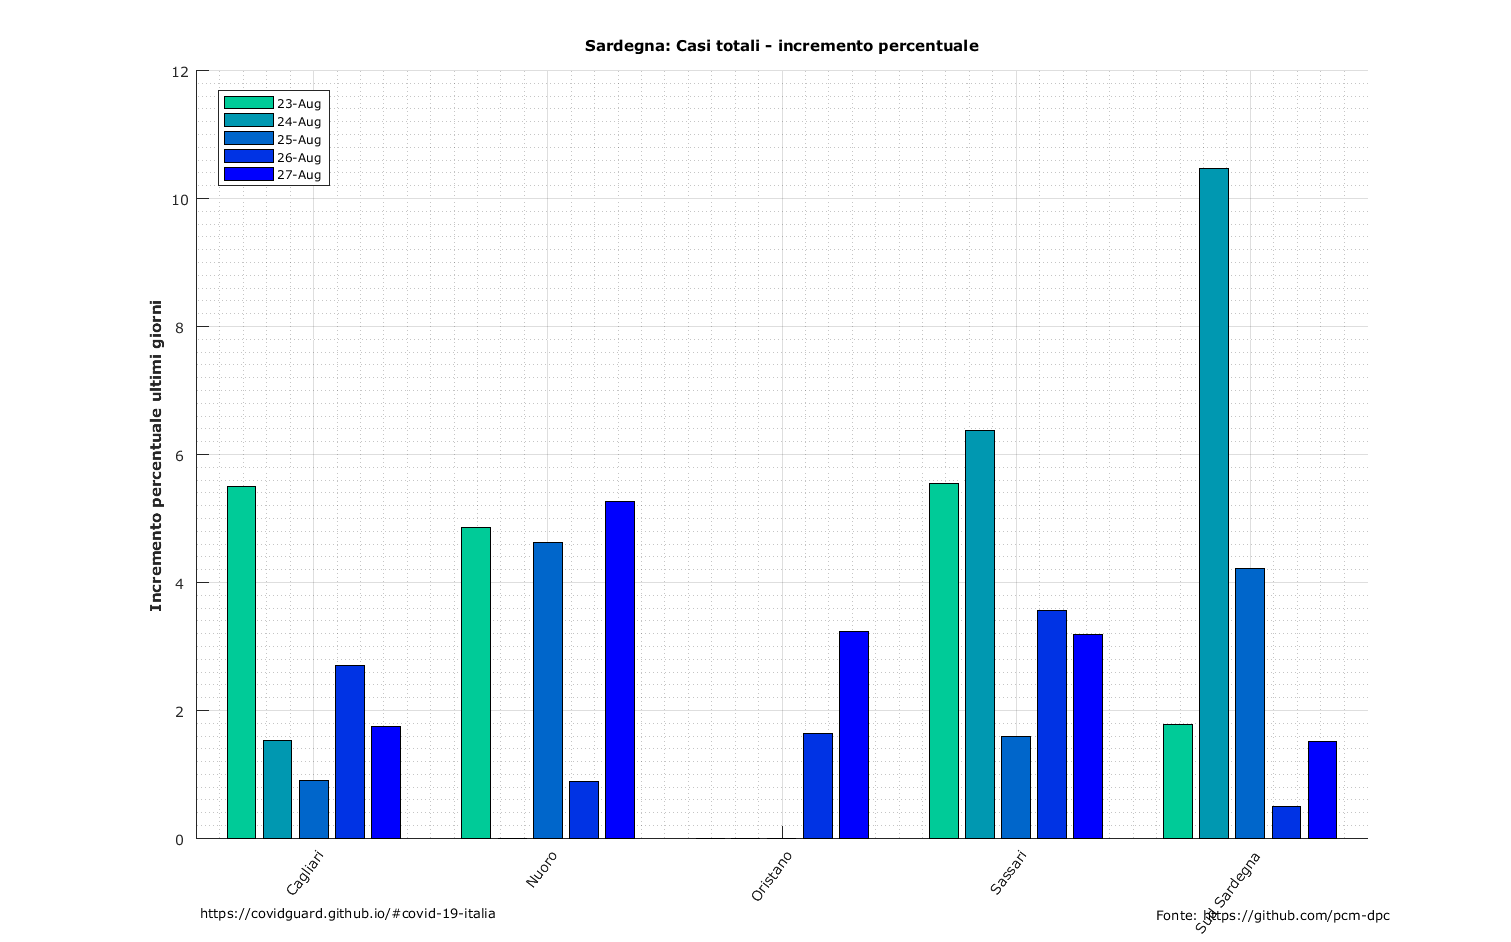 Sardegna: Casi totali - incremento percentuale
Incremento percentuale ultimi giorni
12
10
8
6
4
2
0
23-Aug
24-Aug
25-Aug
26-Aug
27-Aug
Cagliari
Nuoro
Oristano
Sassari
Sud Sardegna
https://covidguard.github.io/#covid-19-italia
Fonte: https://github.com/pcm-dpc